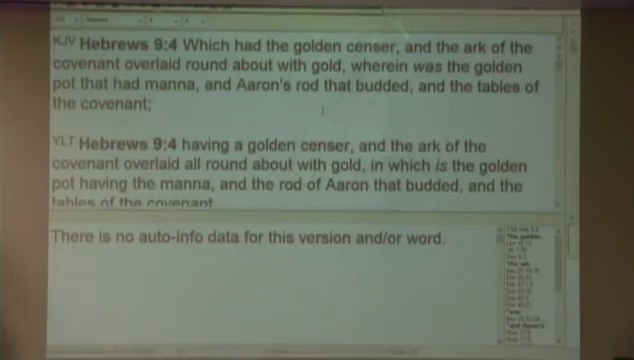 KJV Hebrews 9:4 Which had the golden censer, and the ark of the
covenant overlaid round about with gold, wherein was the golden
pot that had manna, and Aaron's rod that budded, and the tables of
the covenant;
YLT Hebrews 9:4 having a golden censer, and the ark of the
covenant overlaid all round about with gold, in which is the golden
pot having the manna, and the rod of Aaron that budded, and the
tables of the covenant
There is no auto-info data for this version and/or word.